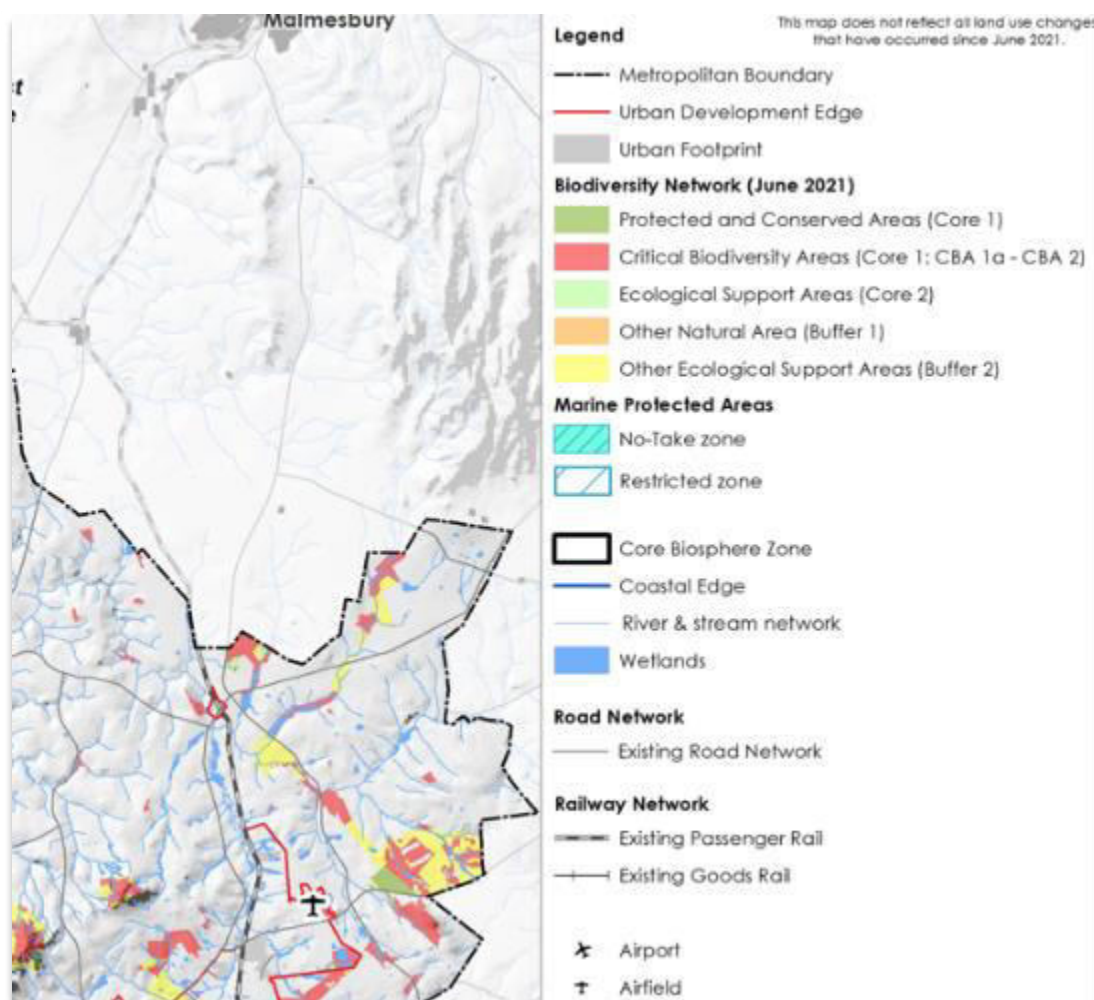 Malmesbury
st
e
This map does not reflect all land use changes
that have occurred since June 2021.
Legend
Metropolitan Boundary
Urban Development Edge
Urban Footprint
Biodiversity Network (June 2021)
Protected and Conserved Areas (Core 1)
Critical Biodiversity Areas (Core 1; CBA 1a - CBA 2)
Ecological Support Areas (Core 2)
Other Natural Area (Buffer 1)
Other Ecological Support Areas (Buffer 2)
Marine Protected Areas
No-Take zone
Restricted zone
Core Biosphere Zone
Coastal Edge
River & stream network
Wetlands
Road Network
Existing Road Network
Railway Network
Existing Passenger Rail
Existing Goods Rail
Airport
Airfield